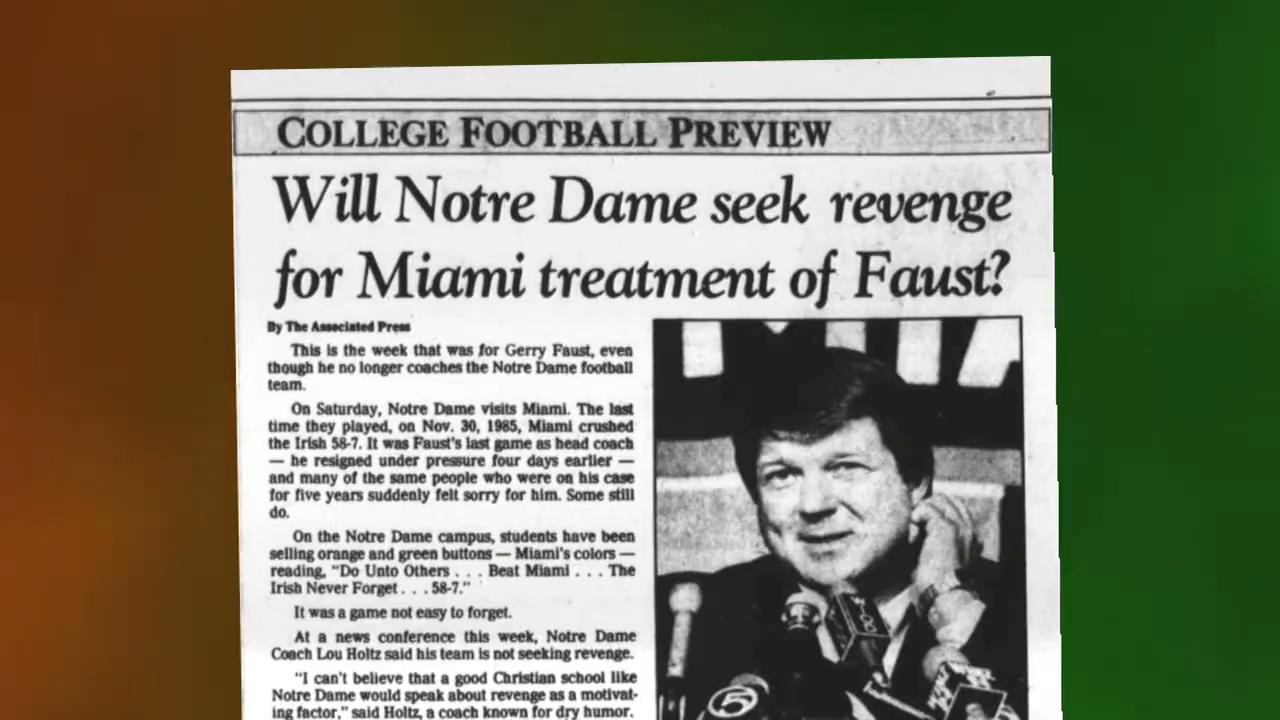 COLLEGE FOOTBALL PREVIEW
Will Notre Dame seek revenge
for Miami treatment of Faust?
By The Associated Press
This is the week that was for Gerry Faust, even
though he no longer coaches the Notre Dame football
team.
On Saturday, Notre Dame visits Miami. The last
time they played, on Nov. 30, 1985, Miami crushed
the Irish 58-7. It was Faust's last game as head coach
— he resigned under pressure four days earlier —
and many of the same people who were on his case
for five years suddenly felt sorry for him. Some still
do.
On the Notre Dame campus, students have been
selling orange and green buttons — Miami's colors —
reading, "Do Unto Others . . . Beat Miami . . . The
Irish Never Forget . . . 58-7."
It was a game not easy to forget.
At a news conference this week, Notre Dame
Coach Lou Holtz said his team is not seeking revenge.
"I can't believe that a good Christian school like
Notre Dame would speak about revenge as a motivat-
ing factor," said Holtz, a coach known for dry humor.
5